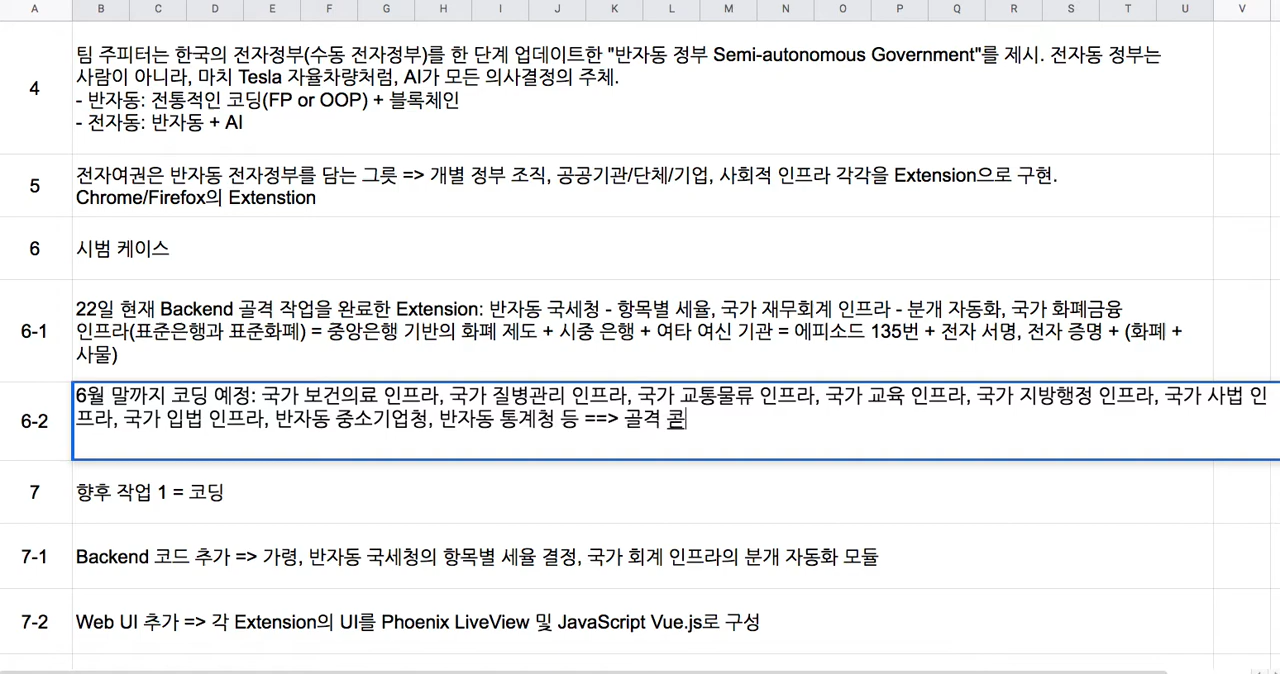 A B C D E F G H I J K L M N O P Q R S T U V
4
팀 주피터는 한국의 전자정부(수동 전자정부)를 한 단계 업데이트한 "반자동 정부 Semi-autonomous Government"를 제시. 전자동 정부는
사람이 아니라, 마치 Tesla 자율차량처럼, AI가 모든 의사결정의 주체.
- 반자동: 전통적인 코딩(FP or OOP) + 블록체인
- 전자동: 반자동 + AI
5
전자여권은 반자동 전자정부를 담는 그릇 => 개별 정부 조직, 공공기관/단체/기업, 사회적 인프라 각각을 Extension으로 구현.
Chrome/Firefox의 Extenstion
6
시범 케이스
6-1
22일 현재 Backend 골격 작업을 완료한 Extension: 반자동 국세청 - 항목별 세율, 국가 재무회계 인프라 - 분개 자동화, 국가 화폐금융
인프라(표준은행과 표준화폐) = 중앙은행 기반의 화폐 제도 + 시중 은행 + 여타 여신 기관 = 에피소드 135번 + 전자 서명, 전자 증명 + (화폐 +
사물)
6-2
6월 말까지 코딩 예정: 국가 보건의료 인프라, 국가 질병관리 인프라, 국가 교통물류 인프라, 국가 교육 인프라, 국가 지방행정 인프라, 국가 사법 인
프라, 국가 입법 인프라, 반자동 중소기업청, 반자동 통계청 등 ==> 골격 콛
7
향후 작업 1 = 코딩
7-1
Backend 코드 추가 => 가령, 반자동 국세청의 항목별 세율 결정, 국가 회계 인프라의 분개 자동화 모듈
7-2
Web UI 추가 => 각 Extension의 UI를 Phoenix LiveView 및 JavaScript Vue.js로 구성